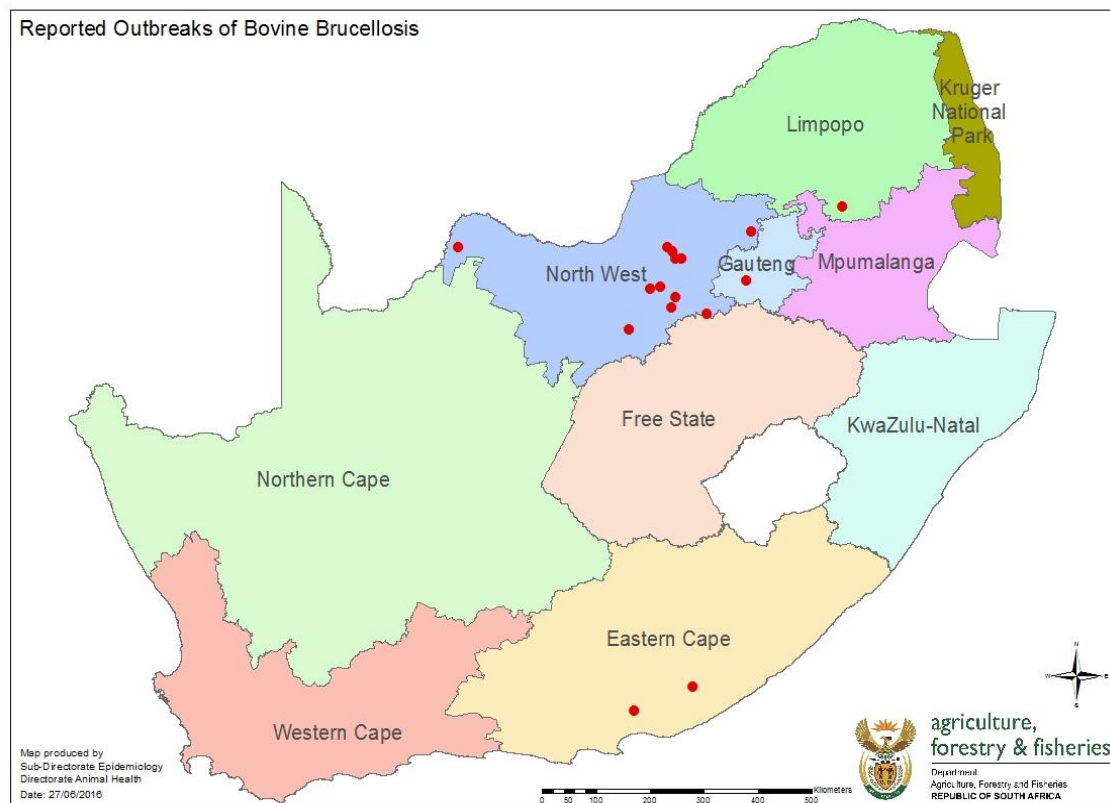 Reported Outbreaks of Bovine Brucellosis
Kruger
National
Park
Limpopo
Mpumalanga
Gauteng
North West
Free State
KwaZulu-Natal
Northern Cape
Eastern Cape
Western Cape
N
W
E
S
Map produced by
Sub-Directorate Epidemiology
Directorate Animal Health
Date: 27/06/2016
0 50 100 200 300 400 500 Kilometers
agriculture,
forestry & fisheries
Department:
Agriculture, Forestry and Fisheries
REPUBLIC OF SOUTH AFRICA